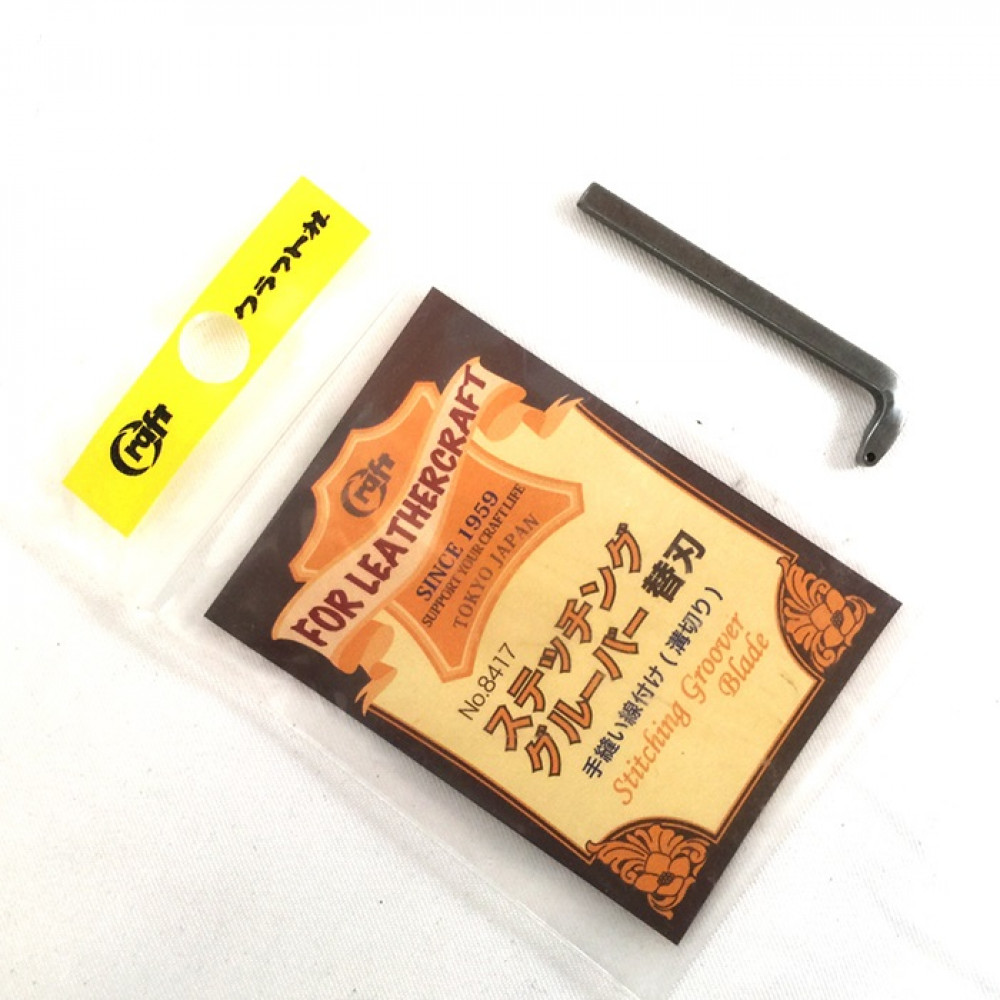 Craft
クラフト社
Craft
FOR LEATHERCRAFT
SINCE 1959
SUPPORT YOUR CRAFT LIFE
TOKYO JAPAN
No.8417
ステッチング
グルーバー 替刃
手縫い線付け(溝切り)
Stitching Groover
Blade